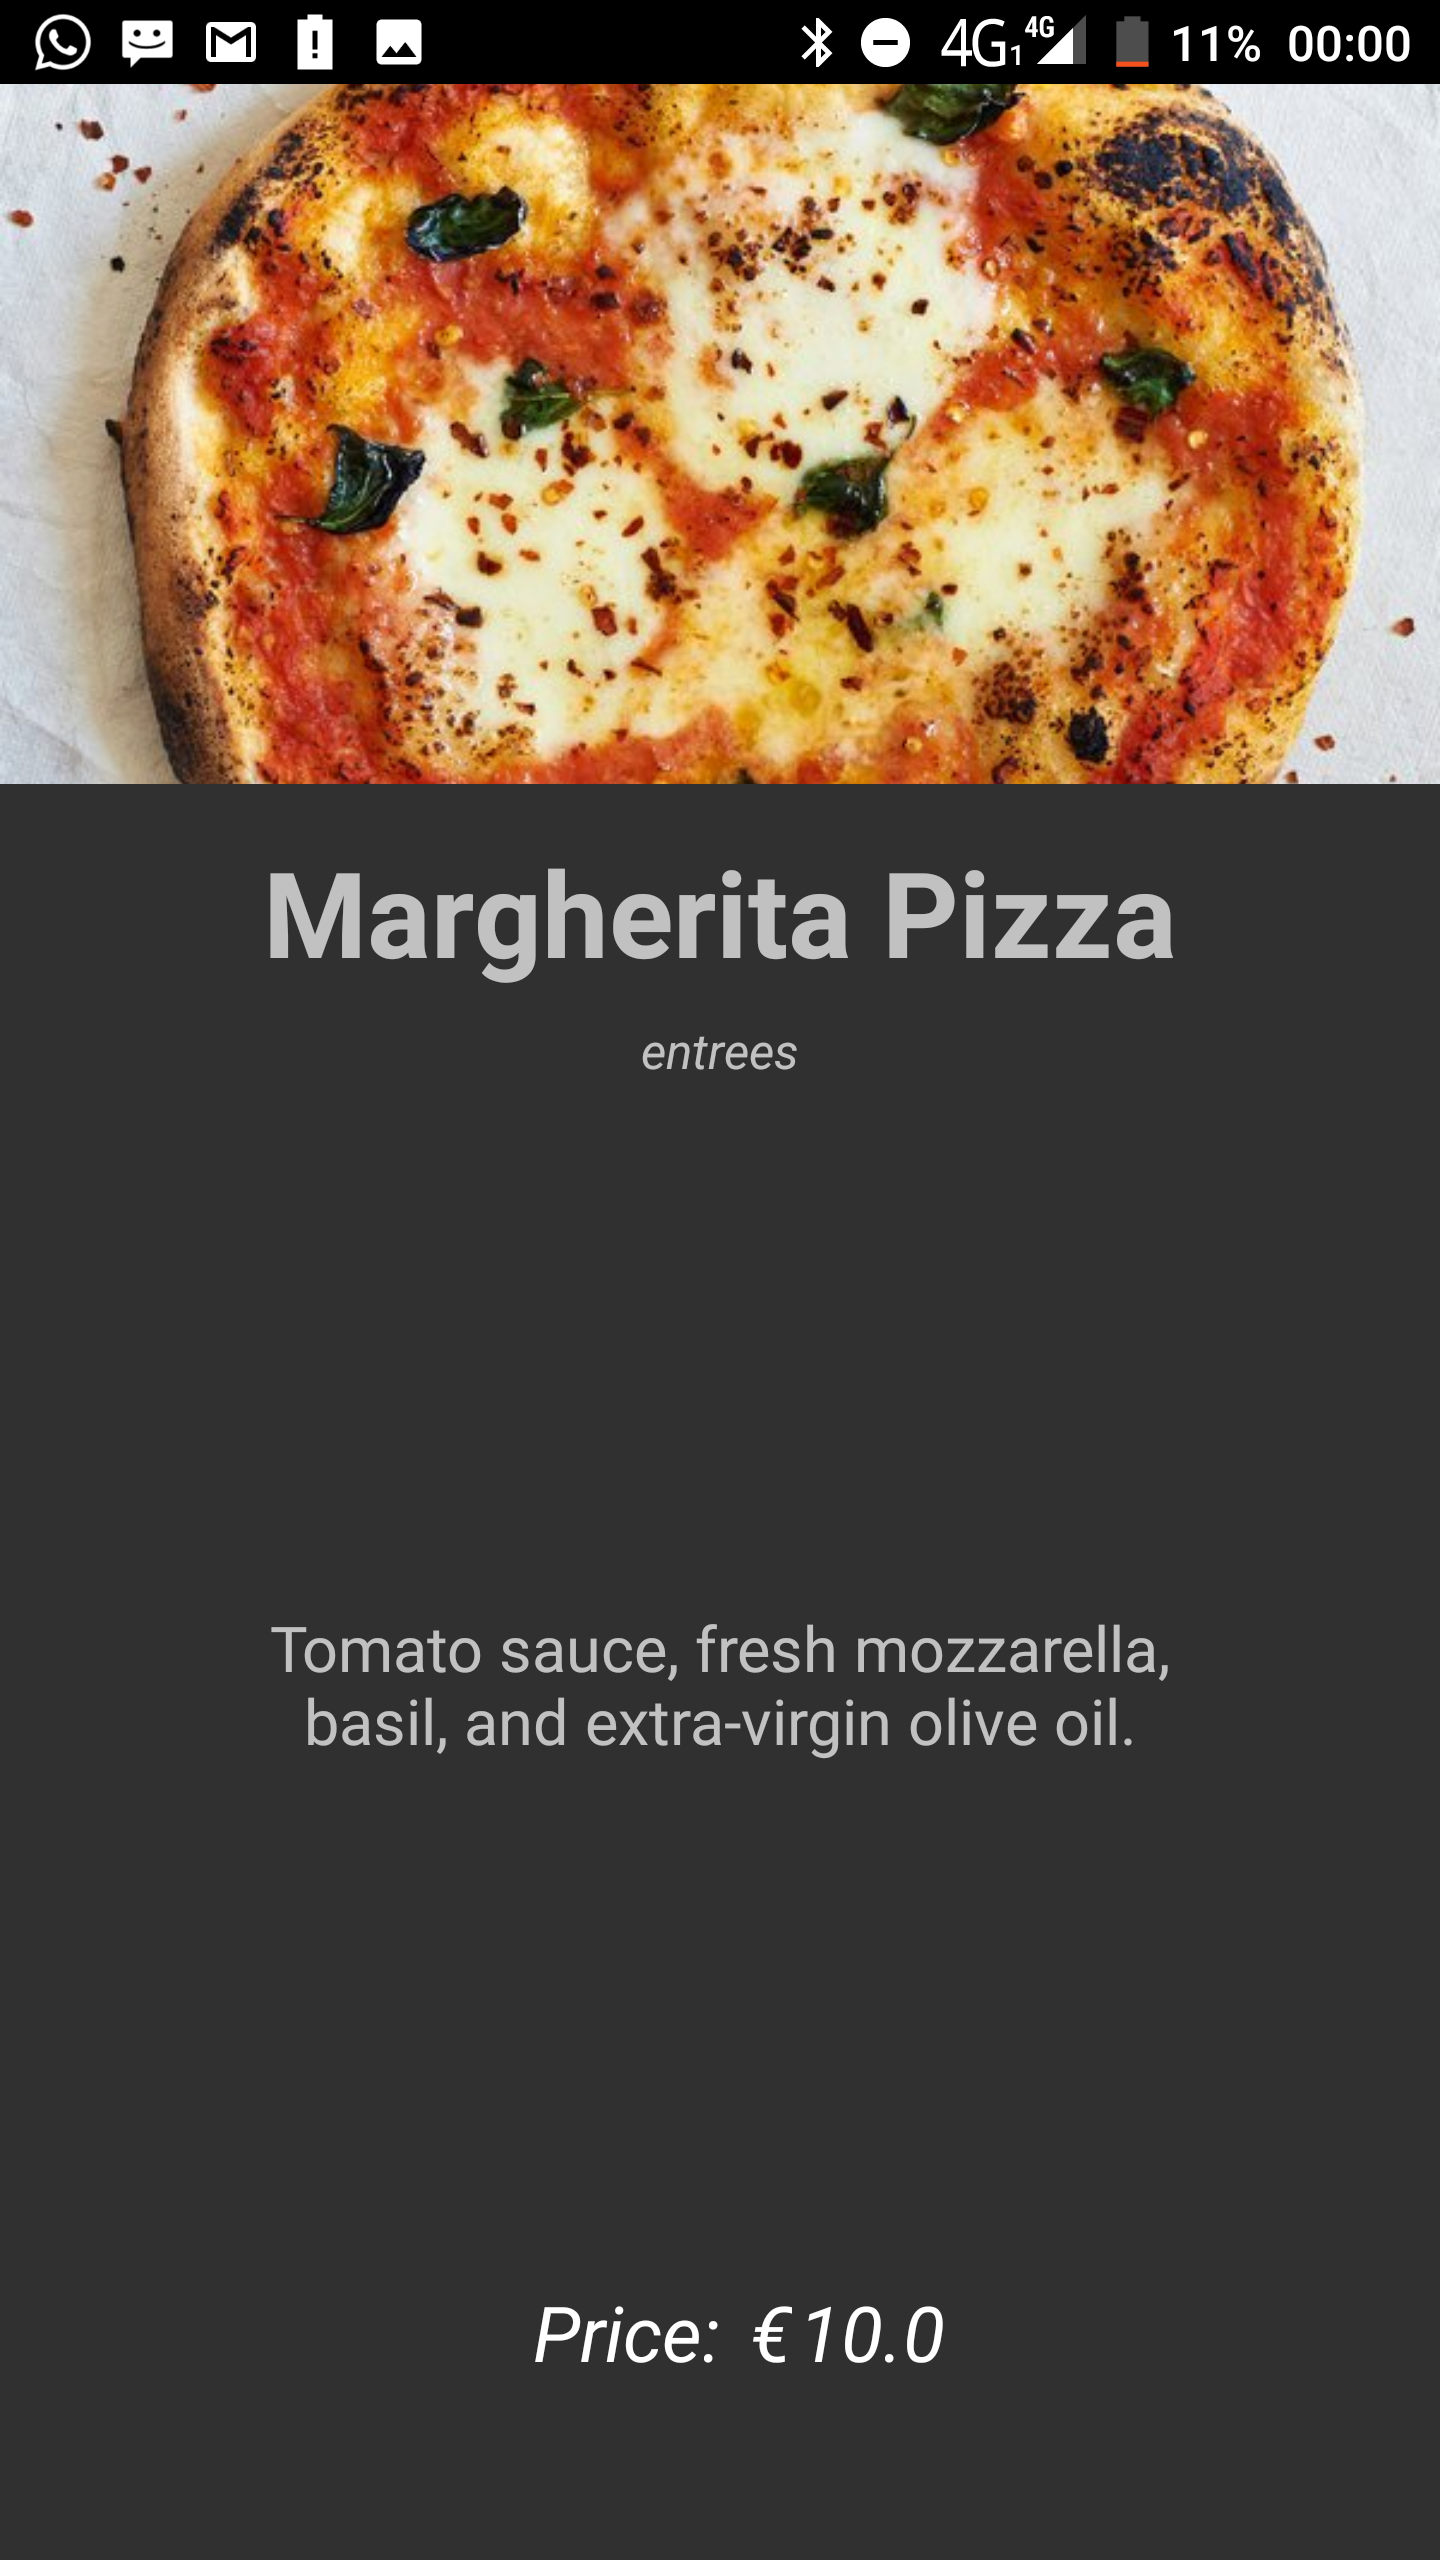 4G1 4G 11% 00:00
Margherita Pizza
entrees
Tomato sauce, fresh mozzarella,
basil, and extra-virgin olive oil.
Price: €10.0